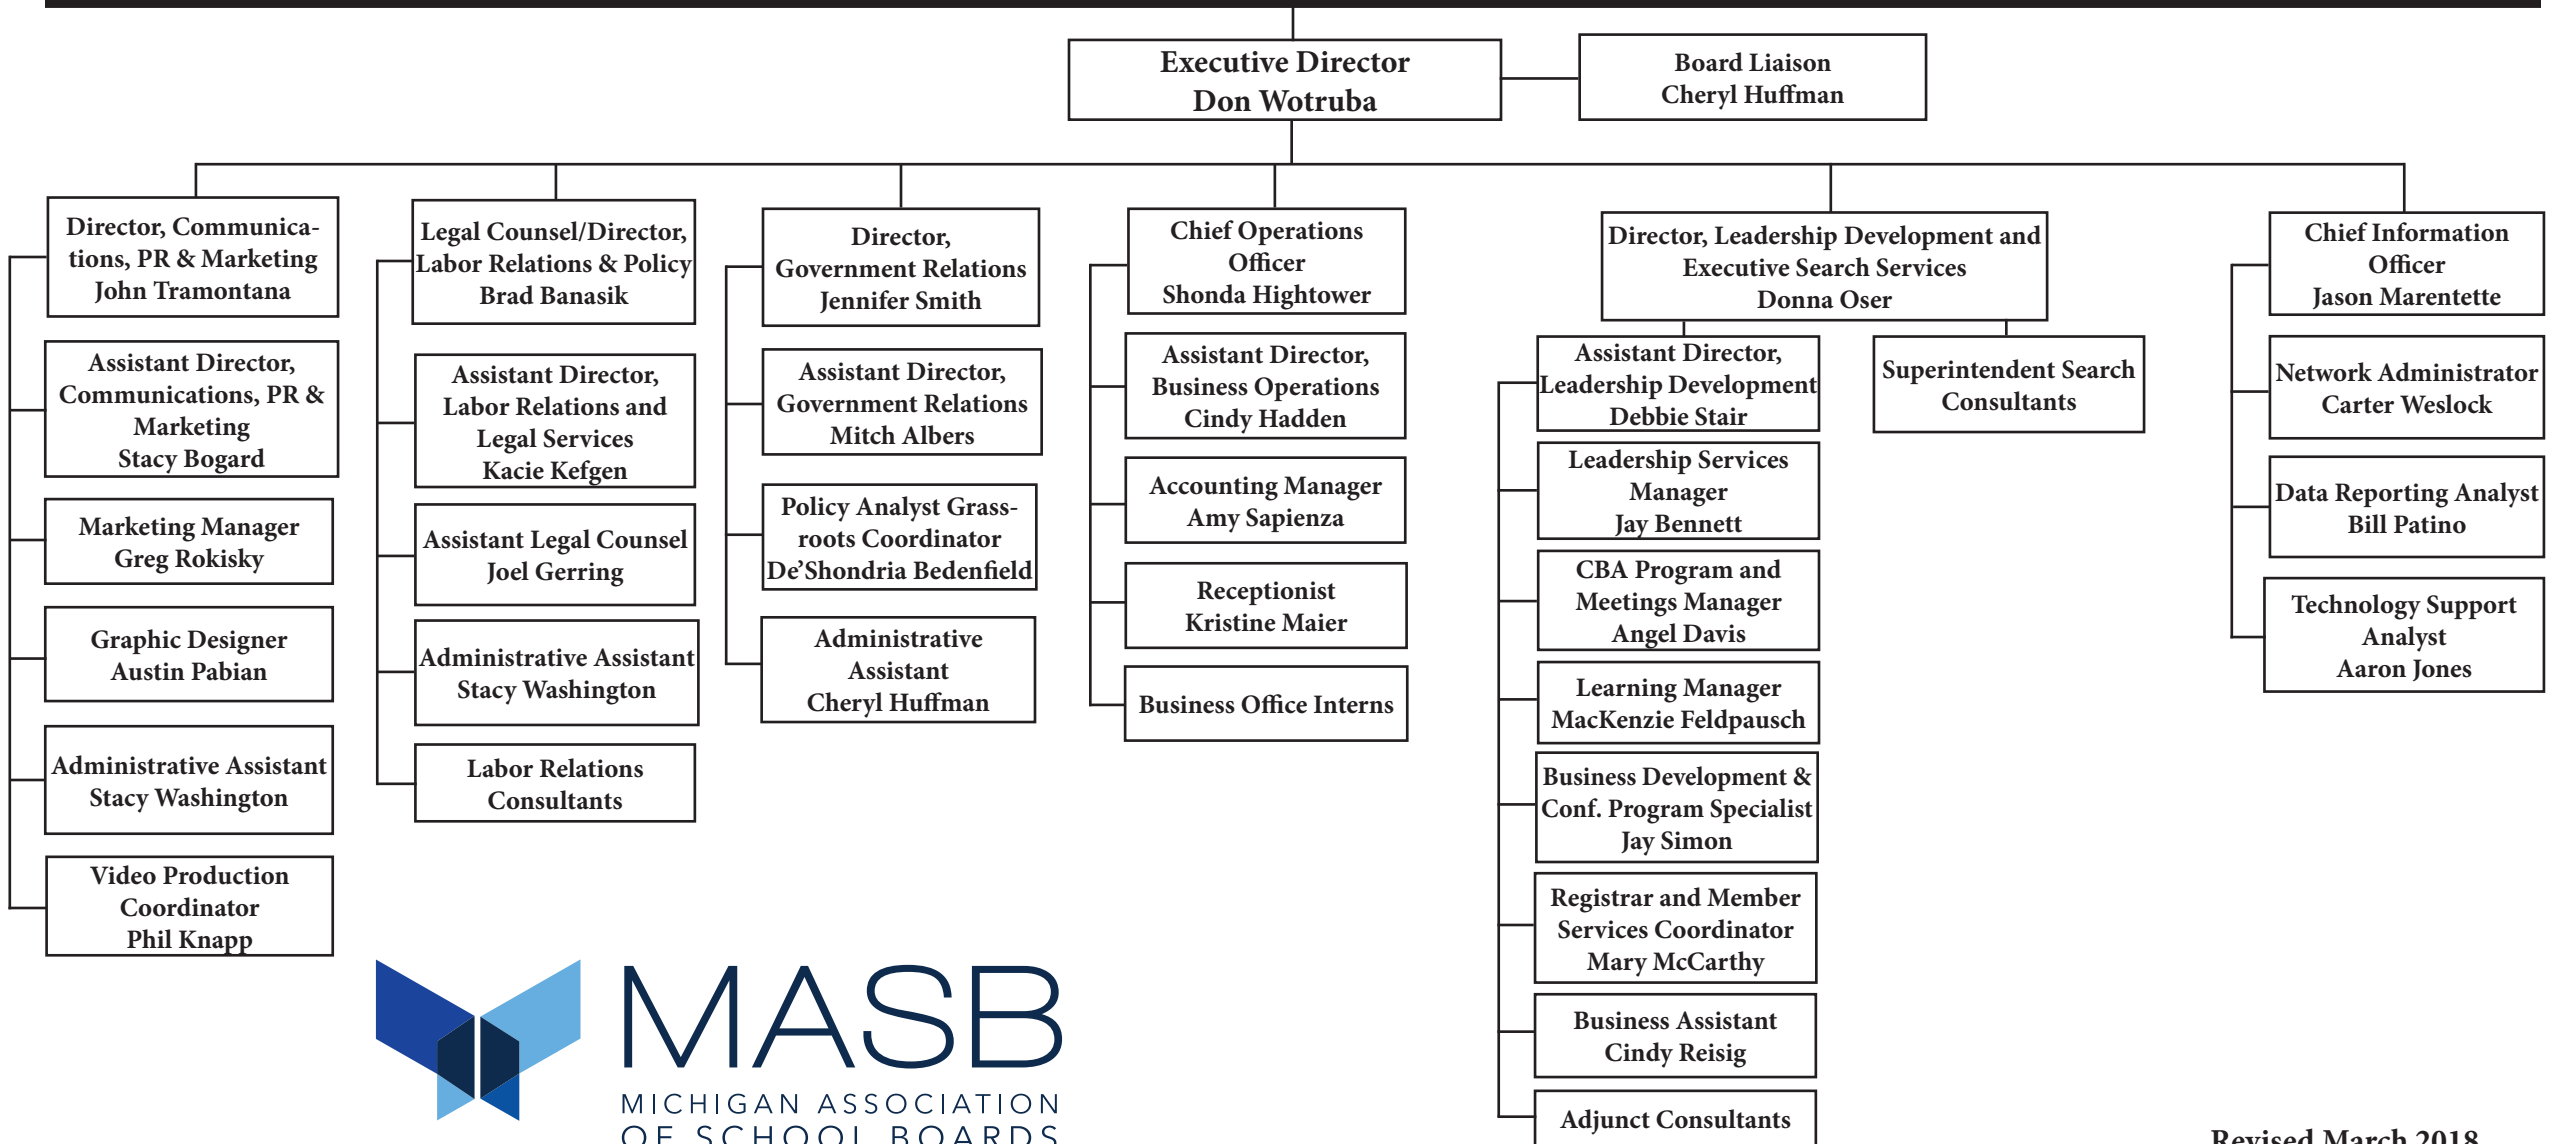 Executive Director
Don Wotruba
Board Liaison
Cheryl Huffman
Director, Communica-
tions, PR & Marketing
John Tramontana
Assistant Director,
Communications, PR &
Marketing
Stacy Bogard
Marketing Manager
Greg Rokisky
Graphic Designer
Austin Pabian
Administrative Assistant
Stacy Washington
Video Production
Coordinator
Phil Knapp
Legal Counsel/Director,
Labor Relations & Policy
Brad Banasik
Assistant Director,
Labor Relations and
Legal Services
Kacie Kefgen
Assistant Legal Counsel
Joel Gerring
Administrative Assistant
Stacy Washington
Labor Relations
Consultants
Director,
Government Relations
Jennifer Smith
Assistant Director,
Government Relations
Mitch Albers
Policy Analyst Grass-
roots Coordinator
De’Shondria Bedenfield
Administrative
Assistant
Cheryl Huffman
Chief Operations
Officer
Shonda Hightower
Assistant Director,
Business Operations
Cindy Hadden
Accounting Manager
Amy Sapienza
Receptionist
Kristine Maier
Business Office Interns
Director, Leadership Development and
Executive Search Services
Donna Oser
Assistant Director,
Leadership Development
Debbie Stair
Leadership Services
Manager
Jay Bennett
CBA Program and
Meetings Manager
Angel Davis
Learning Manager
MacKenzie Feldpausch
Business Development &
Conf. Program Specialist
Jay Simon
Registrar and Member
Services Coordinator
Mary McCarthy
Business Assistant
Cindy Reisig
Adjunct Consultants
Superintendent Search
Consultants
Chief Information
Officer
Jason Marentette
Network Administrator
Carter Weslock
Data Reporting Analyst
Bill Patino
Technology Support
Analyst
Aaron Jones
MASB
MICHIGAN ASSOCIATION
OF SCHOOL BOARDS
Revised March 2018